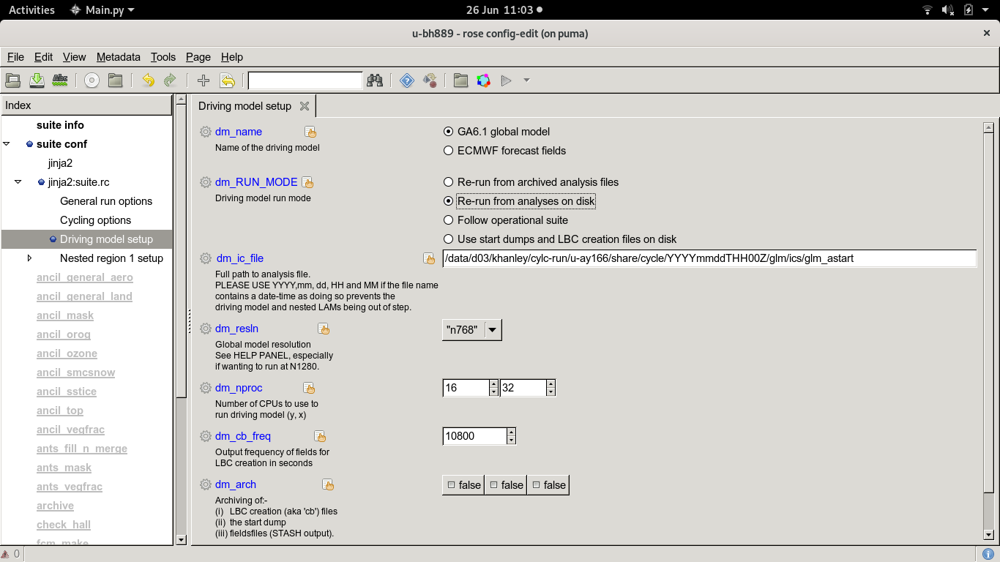 Activities
Main.py
26 Jun 11:03
u-bh889 - rose config-edit (on puma)
×
File Edit View Metadata Tools Page Help
Abc
Index
suite info
suite conf
jinja2
jinja2:suite.rc
General run options
Cycling options
Driving model setup
Nested region 1 setup
ancil_general_aero
ancil_general_land
ancil_mask
ancil_orog
ancil_ozone
ancil_smcsnow
ancil_sstice
ancil_top
ancil_vegfrac
ants_fill_n_merge
ants_mask
ants_vegfrac
archive
check_hall
fcm_make
Driving model setup
dm_name
Name of the driving model
GA6.1 global model
ECMWF forecast fields
dm_RUN_MODE
Driving model run mode
Re-run from archived analysis files
Re-run from analyses on disk
Follow operational suite
Use start dumps and LBC creation files on disk
dm_ic_file
/data/d03/khanley/cylc-run/u-ay166/share/cycle/YYYYmmddTHH00Z/glm/ics/glm_astart
Full path to analysis file.
PLEASE USE YYYY,mm, dd, HH and MM if the file name
contains a date-time as doing so prevents the
driving model and nested LAMs being out of step.
dm_resln
"n768"
Global model resolution
See HELP PANEL, especially
if wanting to run at N1280.
dm_nproc
16 32
Number of CPUs to use to
run driving model (y, x)
dm_cb_freq
10800
Output frequency of fields for
LBC creation in seconds
dm_arch
false false false
Archiving of:-
(i) LBC creation (aka 'cb') files
(ii) the start dump
(iii) fieldsfiles (STASH output).
0